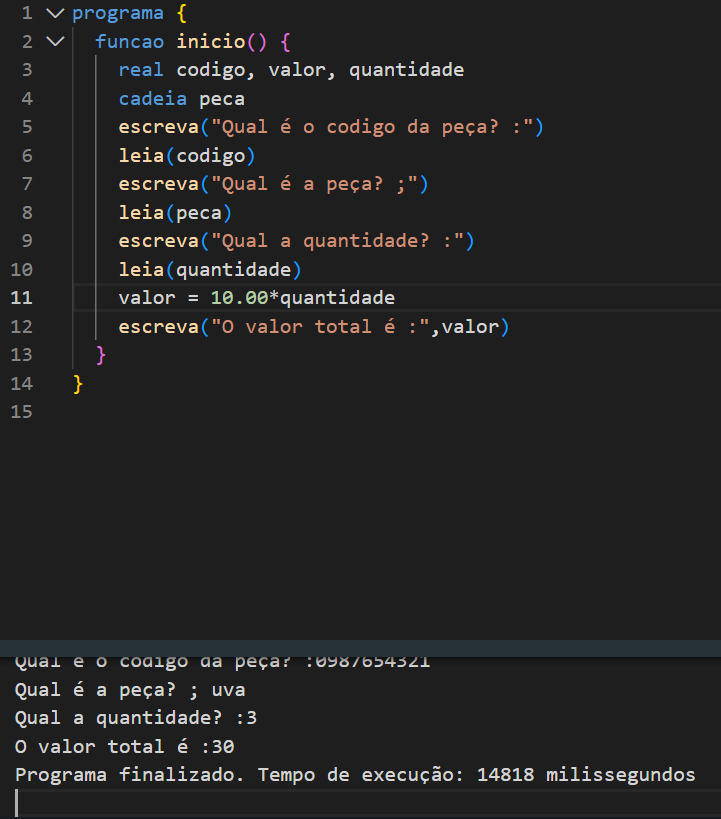 1 programa {
2 funcao inicio() {
3 real codigo, valor, quantidade
4 cadeia peca
5 escreva("Qual é o codigo da peça? :")
6 leia(codigo)
7 escreva("Qual é a peça? ;")
8 leia(peca)
9 escreva("Qual a quantidade? :")
10 leia(quantidade)
11 valor = 10.00*quantidade
12 escreva("O valor total é :",valor)
13 }
14 }
15
Qual é o codigo da peça? :0987654321
Qual é a peça? ; uva
Qual a quantidade? :3
O valor total é :30
Programa finalizado. Tempo de execução: 14818 milissegundos